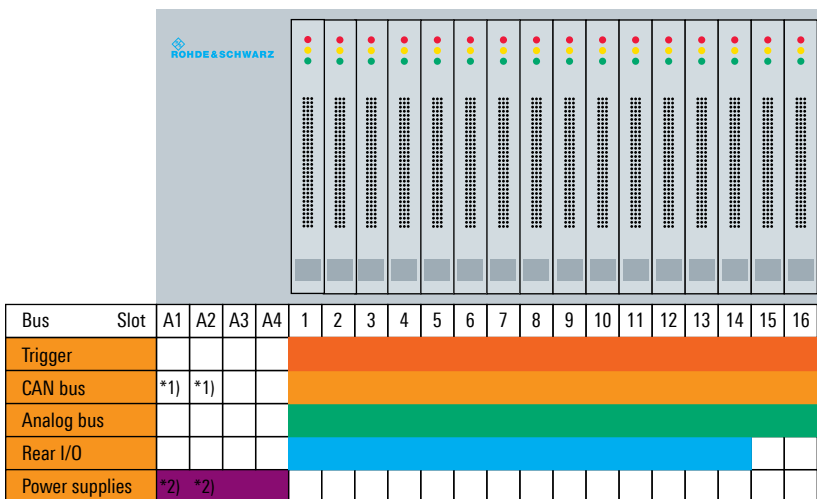 ROHDE&SCHWARZ
Bus Slot A1 A2 A3 A4 1 2 3 4 5 6 7 8 9 10 11 12 13 14 15 16
Trigger
CAN bus *1) *1)
Analog bus
Rear I/O
Power supplies *2) *2)